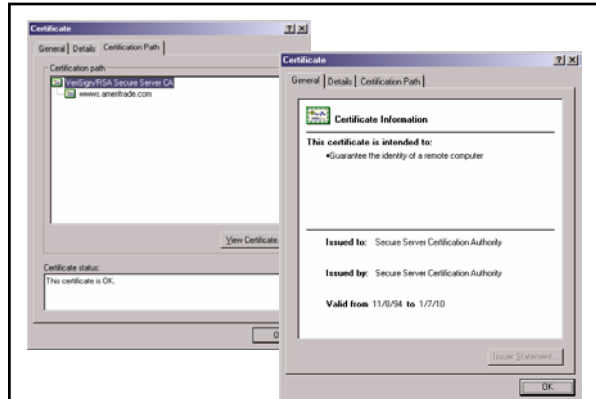 Certificate
General Details Certification Path
Certification path
VeriSign/RSA Secure Server CA
wwws.ameritrade.com
View Certificate
Certificate status:
This certificate is OK.
Certificate
General Details Certification Path
Certificate Information
This certificate is intended to:
•Guarantee the identity of a remote computer
Issued to: Secure Server Certification Authority
Issued by: Secure Server Certification Authority
Valid from 11/8/94 to 1/7/10
Issuer Statement...
OK